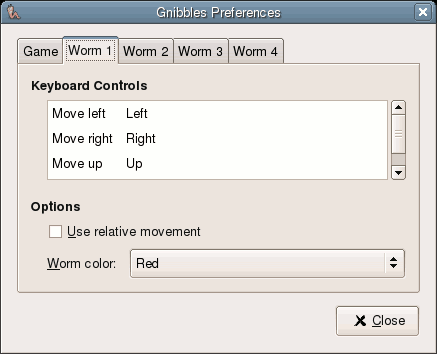 Gnibbles Preferences
Game Worm 1 Worm 2 Worm 3 Worm 4
Keyboard Controls
Move left Left
Move right Right
Move up Up
Options
Use relative movement
Worm color: Red
Close